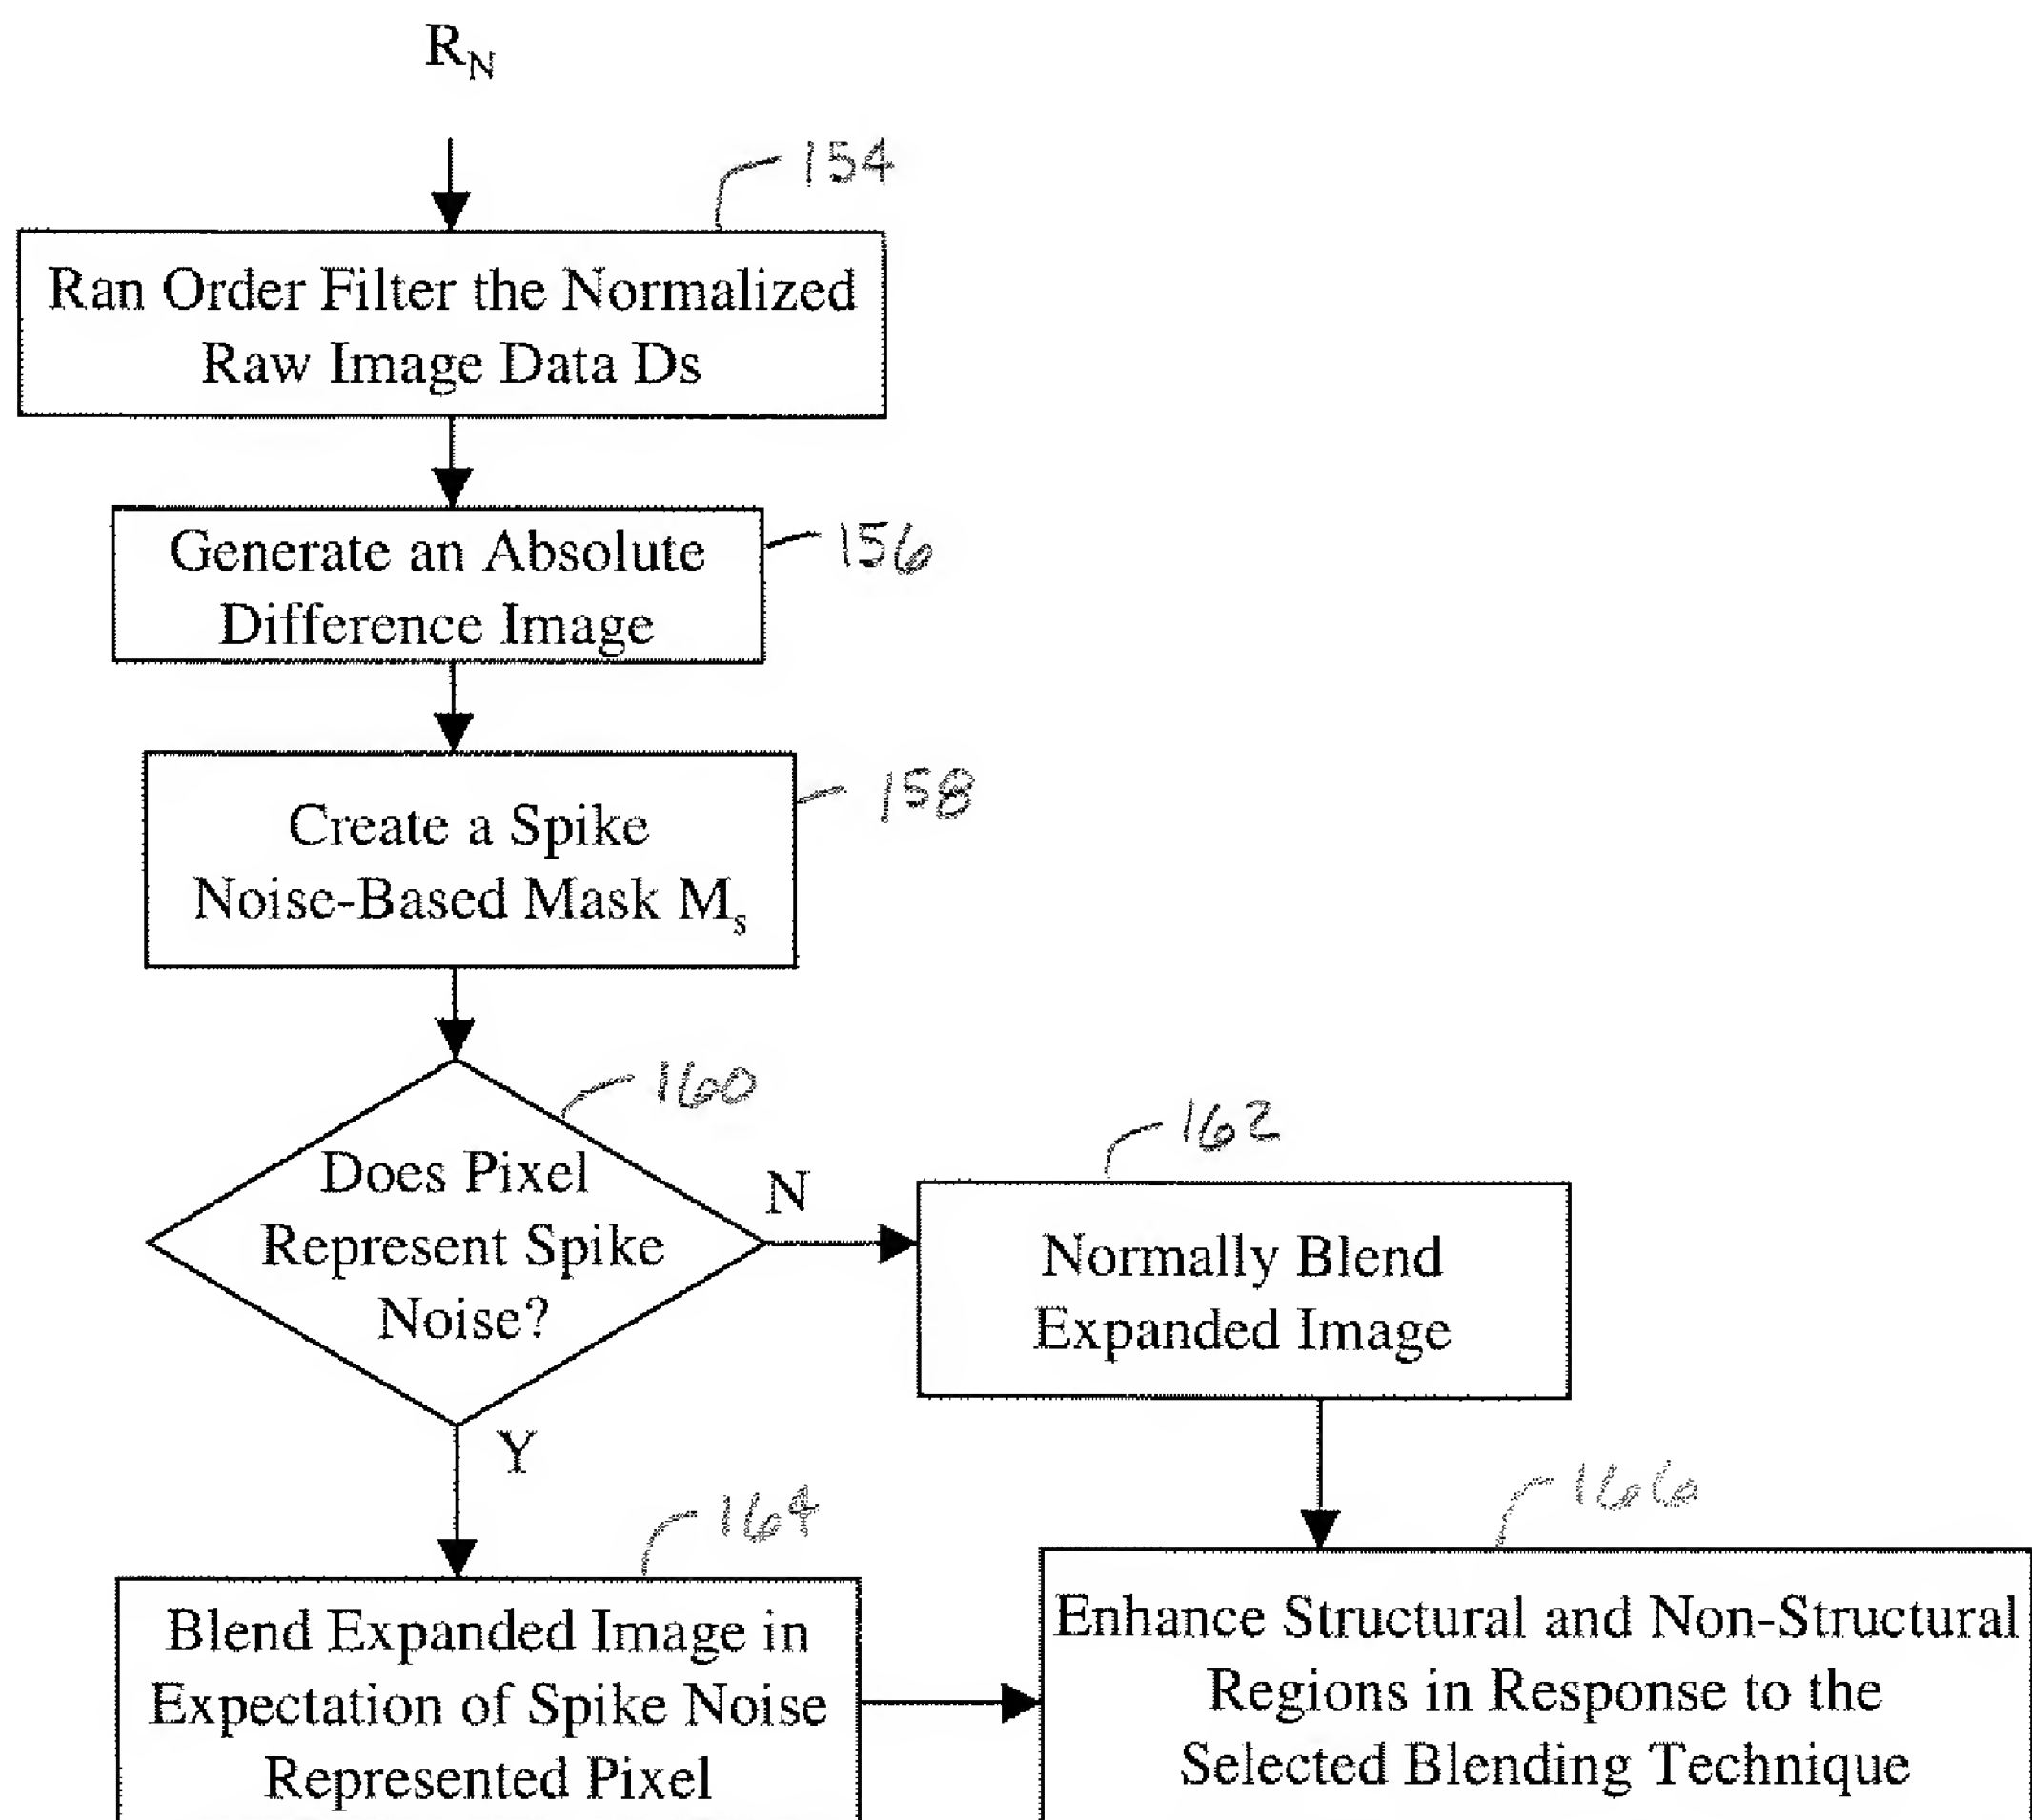 R_N
154
Ran Order Filter the Normalized
Raw Image Data Ds
Generate an Absolute
Difference Image
156
Create a Spike
Noise-Based Mask M_s
158
160
Does Pixel
Represent Spike
Noise?
N
Y
162
Normally Blend
Expanded Image
164
Blend Expanded Image in
Expectation of Spike Noise
Represented Pixel
166
Enhance Structural and Non-Structural
Regions in Response to the
Selected Blending Technique